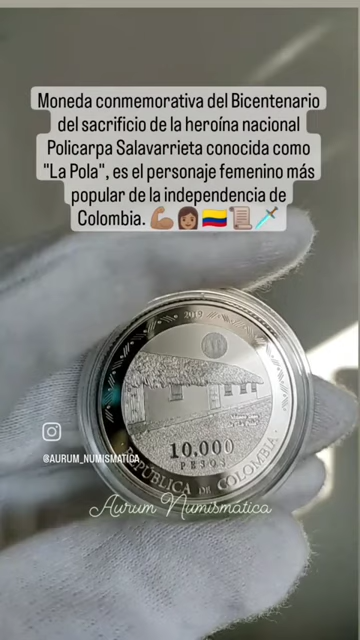 Moneda conmemorativa del Bicentenario
del sacrificio de la heroína nacional
Policarpa Salavarrieta conocida como
"La Pola", es el personaje femenino más
popular de la independencia de
Colombia. 💪🏽👩🏽🇨🇴📜🗡️
10.000
PESOS
REPÚBLICA DE COLOMBIA
@AURUM_NUMISMATICA
Aurum Numismática